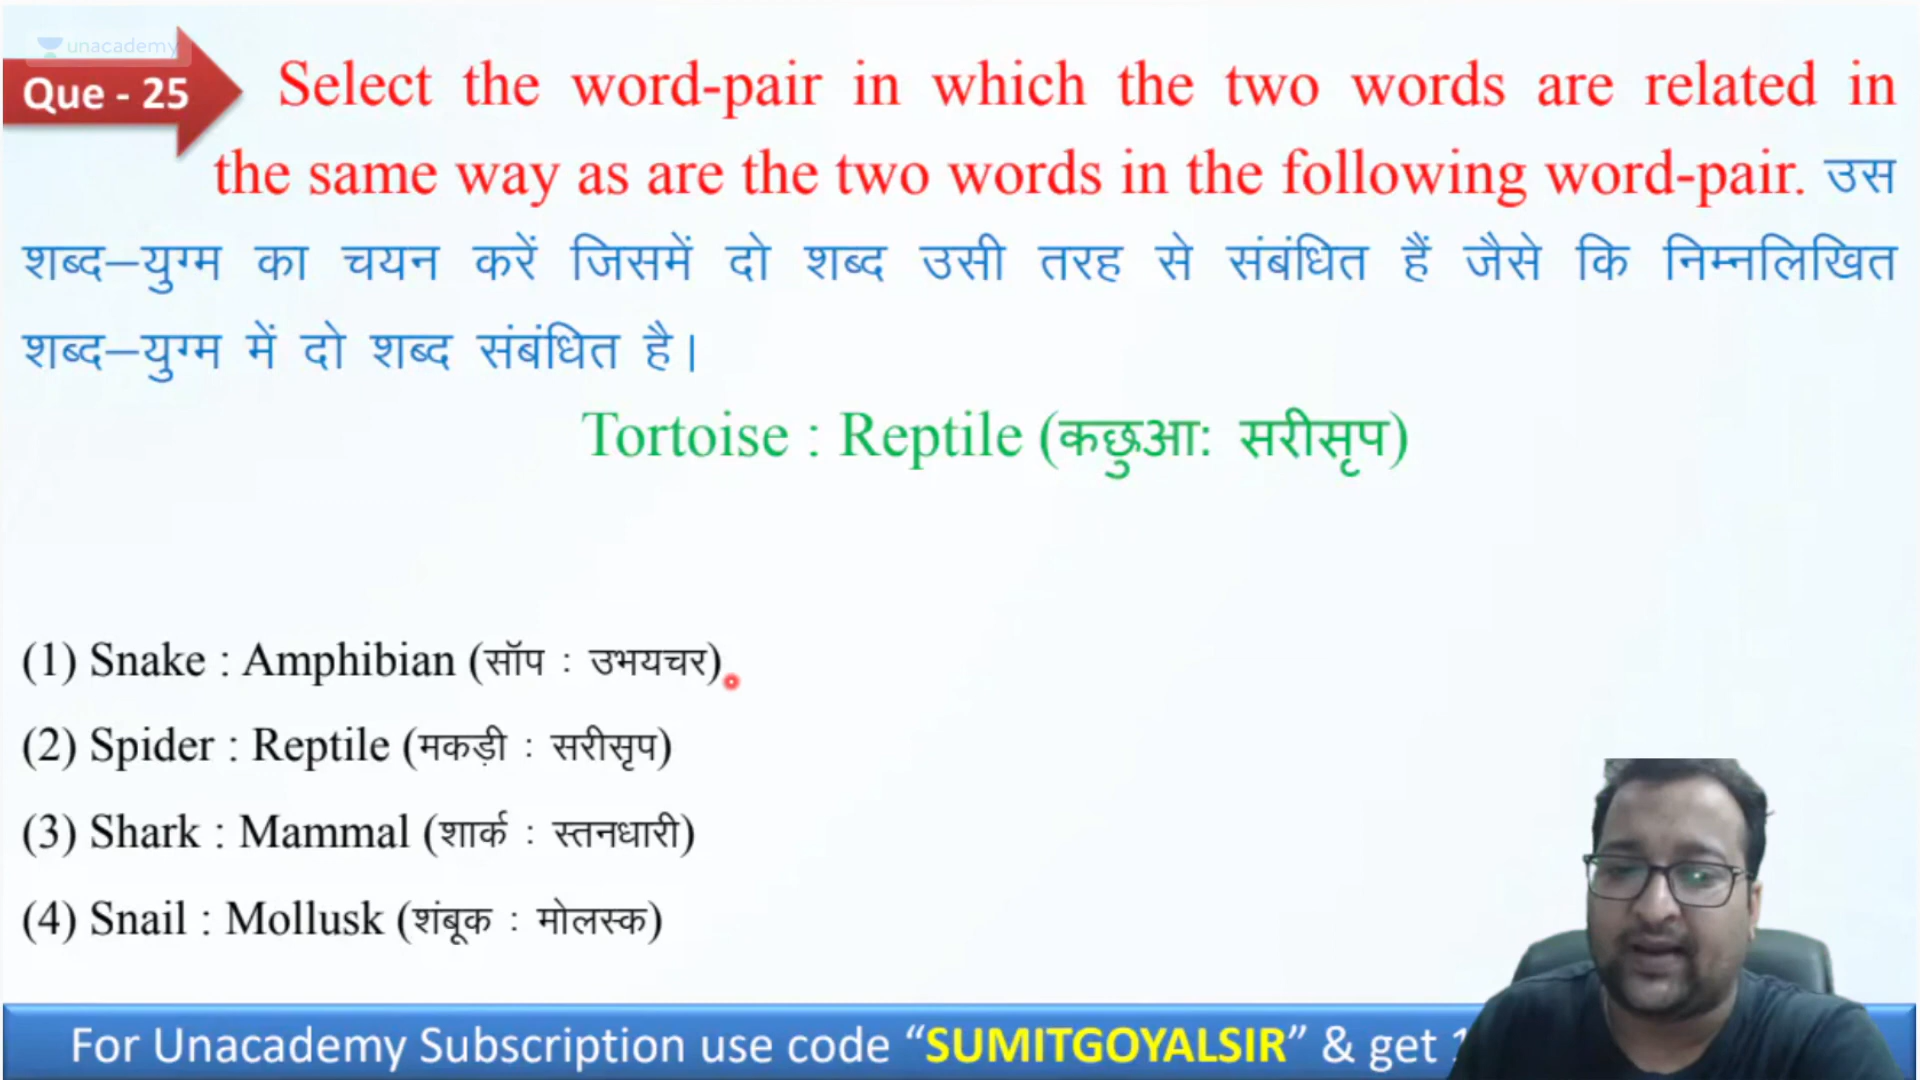 unacademy
Que - 25
Select the word-pair in which the two words are related in
the same way as are the two words in the following word-pair. उस
शब्द–युग्म का चयन करें जिसमें दो शब्द उसी तरह से संबंधित हैं जैसे कि निम्नलिखित
शब्द–युग्म में दो शब्द संबंधित है।
Tortoise : Reptile (कछुआ: सरीसृप)
(1) Snake : Amphibian (सॉप : उभयचर)
(2) Spider : Reptile (मकड़ी : सरीसृप)
(3) Shark : Mammal (शार्क : स्तनधारी)
(4) Snail : Mollusk (शंबूक : मोलस्क)
For Unacademy Subscription use code “SUMITGOYALSIR” & get